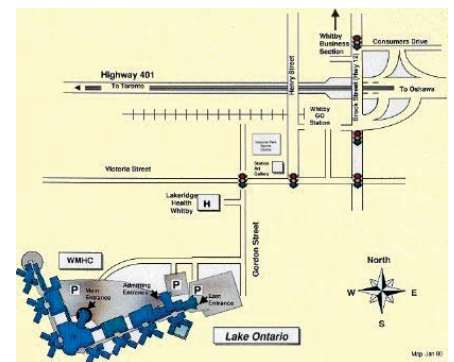 Whitby
Business
Section
Consumers Drive
Highway 401
To Toronto
Henry Street
Brock Street (Hwy 12)
To Oshawa
Whitby
GO
Station
Station
Art
Gallery
Victoria Street
Lakeridge
Health
Whitby
H
Gordon Street
WMHC
P
Main
Entrance
Admitting
Entrance
P
P
East
Entrance
North
W
E
S
Lake Ontario